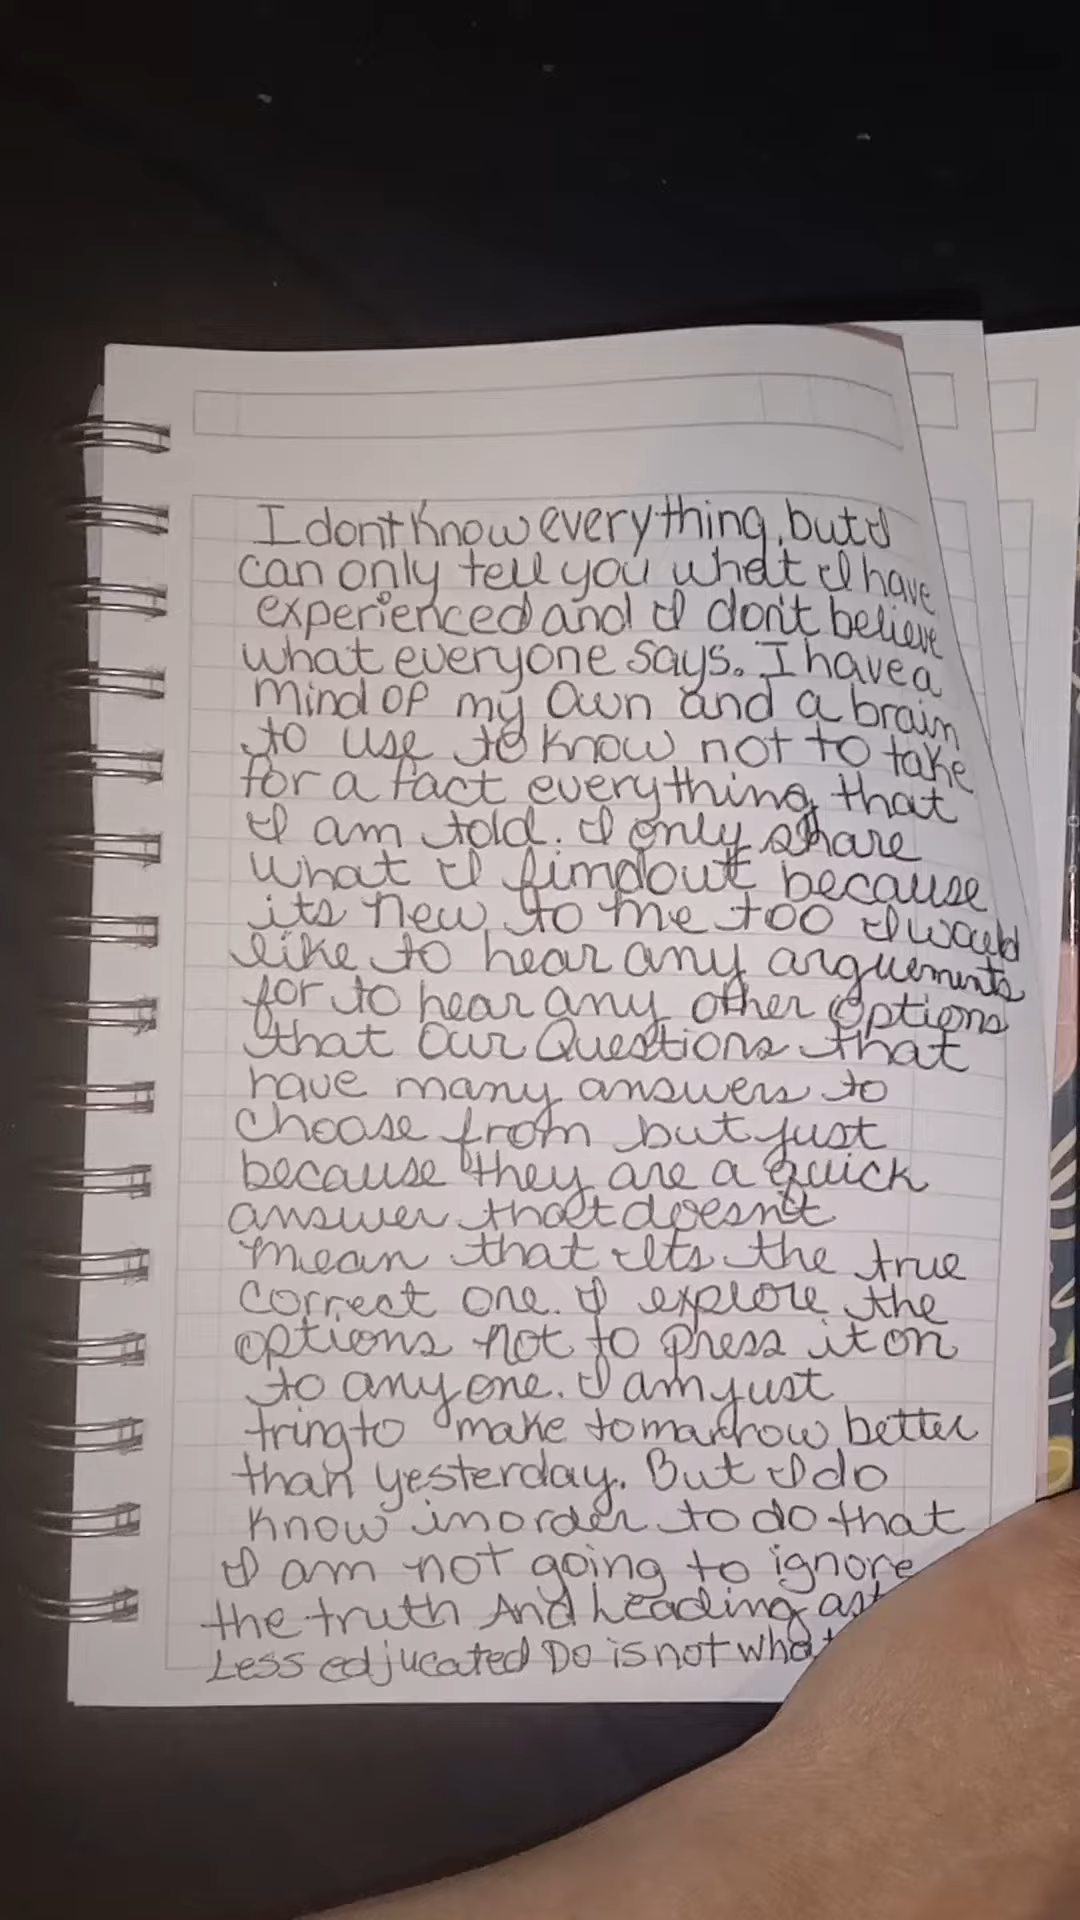 I dont Know everything, but I
can only tell you what I have
experienced and I don't believe
what everyone says. I have a
mind of my own and a brain
to use to know not to take
for a fact everything that
I am told. I only share
what I fimdout because
its new to me too I would
like to hear any arguements
for to hear any other options
that our Questions that
have many answers to
choose from but just
because they are a quick
answer that doesn't
mean that Its the true
correct one. I explore the
options not to press it on
to anyone. I am just
tring to make tomarrow better
than yesterday. But I do
know inorder to do that
I am not going to ignore
the truth And Leading as
Less edjucated Do is not what